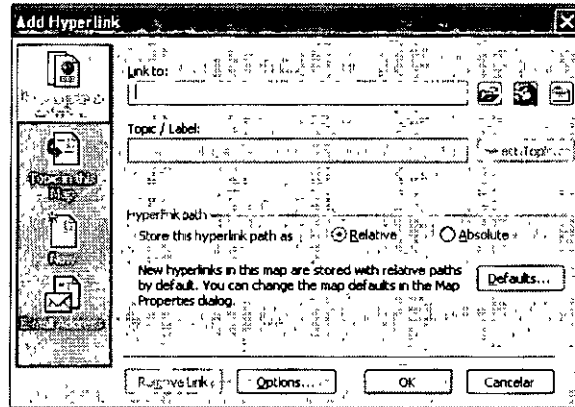 Add Hyperlink
Link to:
Topic / Label:
Hyperlink path
Store this hyperlink path as Relative Absolute
New hyperlinks in this map are stored with relative paths
by default. You can change the map defaults in the Map
Properties dialog.
Defaults...
Remove Link Options... OK Cancelar